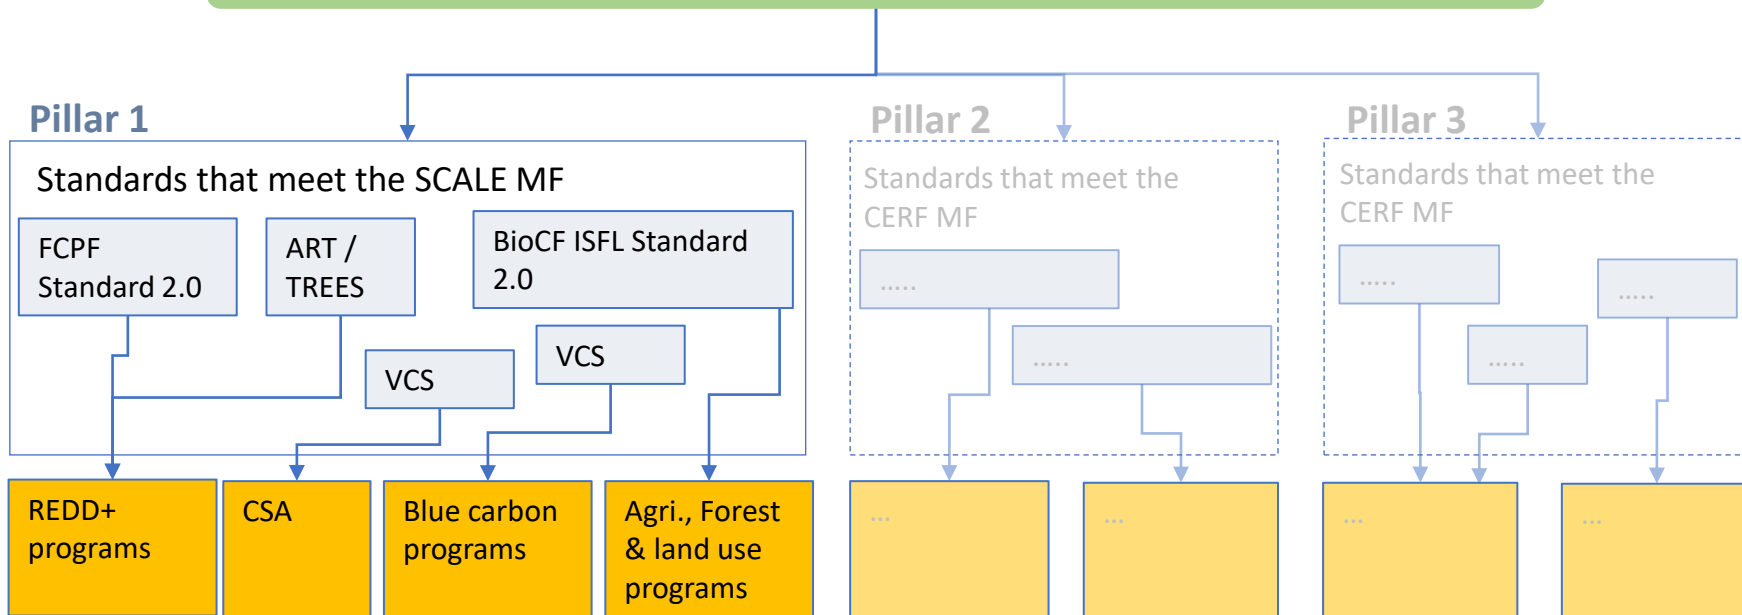 Pillar 1
Standards that meet the SCALE MF
FCPF
Standard 2.0
ART /
TREES
BioCF ISFL Standard
2.0
VCS
VCS
REDD+
programs
CSA
Blue carbon
programs
Agri., Forest
& land use
programs
Pillar 2
Standards that meet the
CERF MF
.....
.....
...
...
Pillar 3
Standards that meet the
CERF MF
.....
.....
.....
...
...